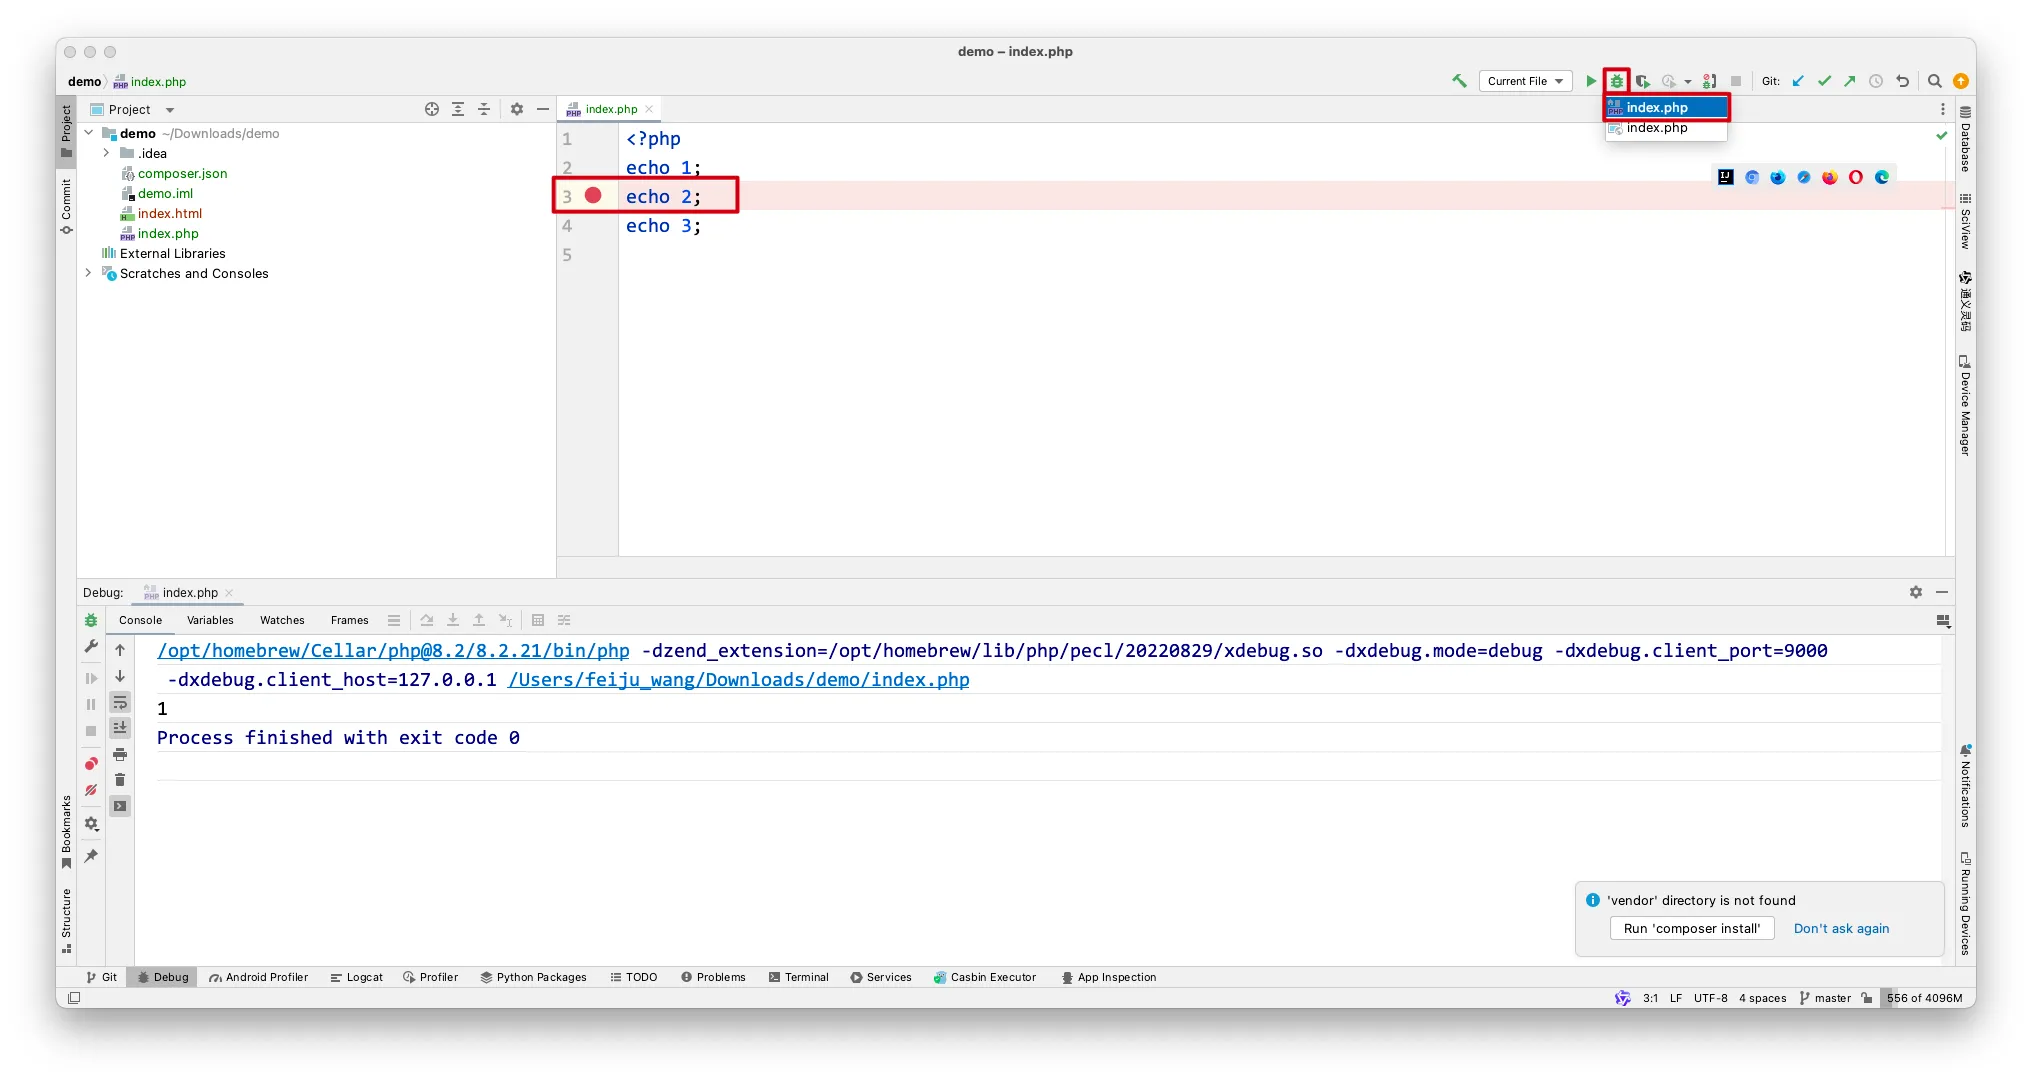 demo – index.php
demo index.php
Current File
Git:
Project
index.php
index.php
index.php
demo ~/Downloads/demo
.idea
composer.json
demo.iml
index.html
index.php
External Libraries
Scratches and Consoles
1 <?php
2 echo 1;
3 echo 2;
4 echo 3;
5
Project
Commit
Bookmarks
Structure
Database
SciView
通义灵码
Device Manager
Notifications
Running Devices
Debug: index.php
Console Variables Watches Frames
/opt/homebrew/Cellar/php@8.2/8.2.21/bin/php -dzend_extension=/opt/homebrew/lib/php/pecl/20220829/xdebug.so -dxdebug.mode=debug -dxdebug.client_port=9000
-dxdebug.client_host=127.0.0.1 /Users/feiju_wang/Downloads/demo/index.php
1
Process finished with exit code 0
'vendor' directory is not found
Run 'composer install' Don't ask again
Git Debug Android Profiler Logcat Profiler Python Packages TODO Problems Terminal Services Casbin Executor App Inspection
3:1 LF UTF-8 4 spaces master 556 of 4096M